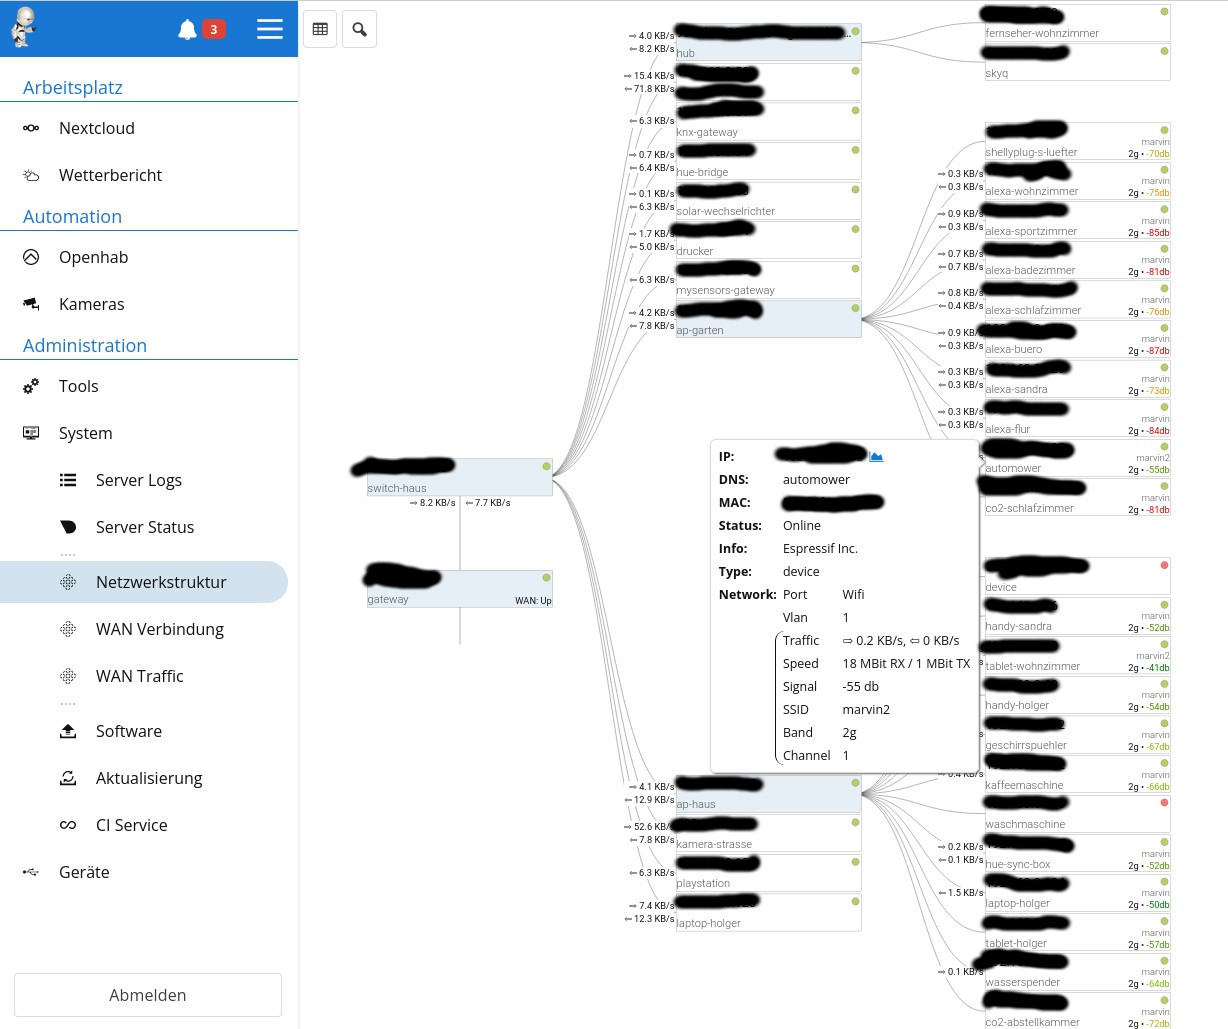 3
Arbeitsplatz
Nextcloud
Wetterbericht
Automation
Openhab
Kameras
Administration
Tools
System
Server Logs
Server Status
....
Netzwerkstruktur
WAN Verbindung
WAN Traffic
....
Software
Aktualisierung
CI Service
Geräte
Abmelden
switch-haus
⇨ 8.2 KB/s ⇦ 7.7 KB/s
gateway
WAN: Up
⇨ 4.0 KB/s
⇦ 8.2 KB/s
...
hub
⇨ 15.4 KB/s
⇦ 71.8 KB/s
⇦ 6.3 KB/s
knx-gateway
⇨ 0.7 KB/s
⇦ 6.4 KB/s
hue-bridge
⇨ 0.1 KB/s
⇦ 6.3 KB/s
solar-wechselrichter
⇨ 1.7 KB/s
⇦ 5.0 KB/s
drucker
⇦ 6.3 KB/s
mysensors-gateway
⇨ 4.2 KB/s
⇦ 7.8 KB/s
ap-garten
⇨ 4.1 KB/s
⇦ 12.9 KB/s
ap-haus
⇨ 52.6 KB/s
⇦ 7.8 KB/s
kamera-strasse
⇦ 6.3 KB/s
playstation
⇨ 7.4 KB/s
⇦ 12.3 KB/s
laptop-holger
fernseher-wohnzimmer
skyq
marvin
shellyplug-s-luefter
2g • -70db
⇨ 0.3 KB/s
⇦ 0.3 KB/s
marvin
alexa-wohnzimmer
2g • -75db
⇨ 0.9 KB/s
⇦ 0.3 KB/s
marvin
alexa-sportzimmer
2g • -85db
⇨ 0.7 KB/s
⇦ 0.7 KB/s
marvin
alexa-badezimmer
2g • -81db
⇨ 0.8 KB/s
⇦ 0.4 KB/s
marvin
alexa-schlafzimmer
2g • -76db
⇨ 0.9 KB/s
⇦ 0.3 KB/s
marvin
alexa-buero
2g • -87db
⇨ 0.3 KB/s
⇦ 0.3 KB/s
marvin
alexa-sandra
2g • -73db
⇨ 0.3 KB/s
⇦ 0.3 KB/s
marvin
alexa-flur
2g • -84db
marvin2
automower
2g • -55db
marvin
co2-schlafzimmer
2g • -81db
IP:
DNS: automower
MAC:
Status: Online
Info: Espressif Inc.
Type: device
Network: Port Wifi
Vlan 1
Traffic ⇨ 0.2 KB/s, ⇦ 0 KB/s
Speed 18 MBit RX / 1 MBit TX
Signal -55 db
SSID marvin2
Band 2g
Channel 1
device
marvin
handy-sandra
2g • -52db
marvin2
tablet-wohnzimmer
2g • -41db
marvin
handy-holger
2g • -54db
marvin
geschirrspuehler
2g • -67db
marvin
kaffeemaschine
2g • -66db
waschmaschine
⇨ 0.2 KB/s
⇦ 0.1 KB/s
marvin
hue-sync-box
2g • -52db
⇦ 1.5 KB/s
marvin
laptop-holger
2g • -50db
marvin
tablet-holger
2g • -57db
⇨ 0.1 KB/s
marvin
wasserspender
2g • -64db
marvin
co2-abstellkammer
2g • -72db